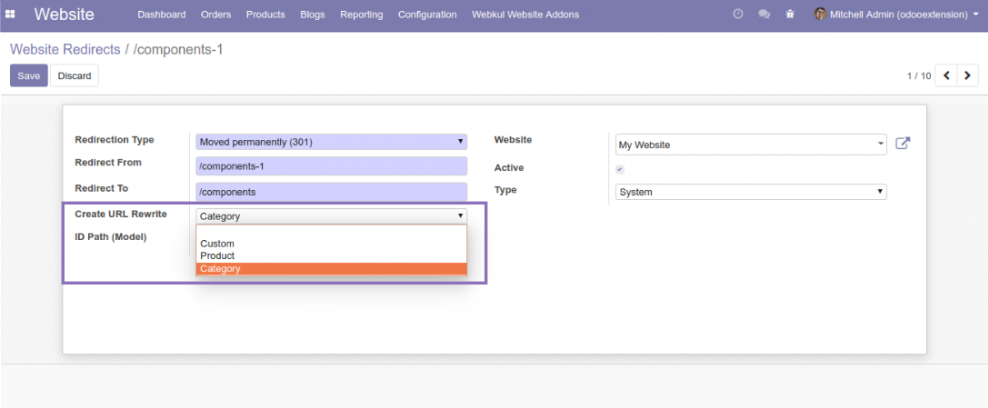 Website Dashboard Orders Products Blogs Reporting Configuration Webkul Website Addons Mitchell Admin (odooextension)
Website Redirects / /components-1
Save Discard 1 / 10
Redirection Type Moved permanently (301) Website My Website
Redirect From /components-1 Active
Redirect To /components Type System
Create URL Rewrite Category
ID Path (Model)
Custom
Product
Category